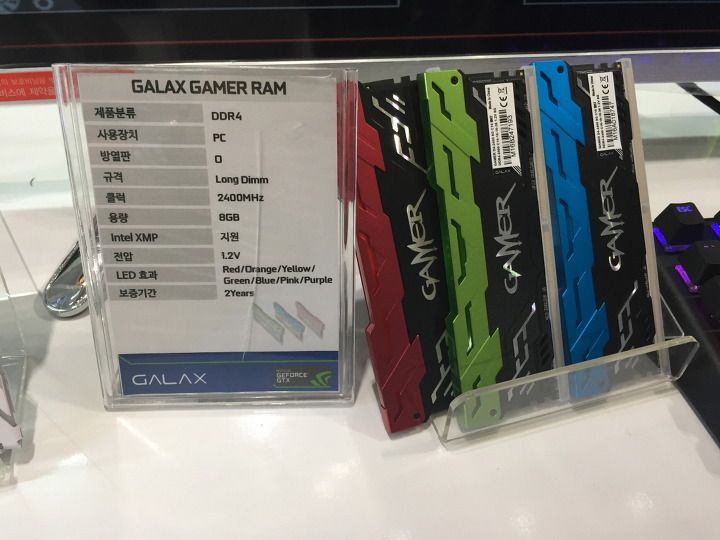 GALAX GAMER RAM
제품분류 DDR4
사용장치 PC
방열판 O
규격 Long Dimm
클럭 2400MHz
용량 8GB
Intel XMP 지원
전압 1.2V
LED 효과 Red/Orange/Yellow/
Green/Blue/Pink/Purple
보증기간 2Years
GALAX
GEFORCE
GTX
GAMER
GAMER
GALAX
GAMER
GALAX
ESC